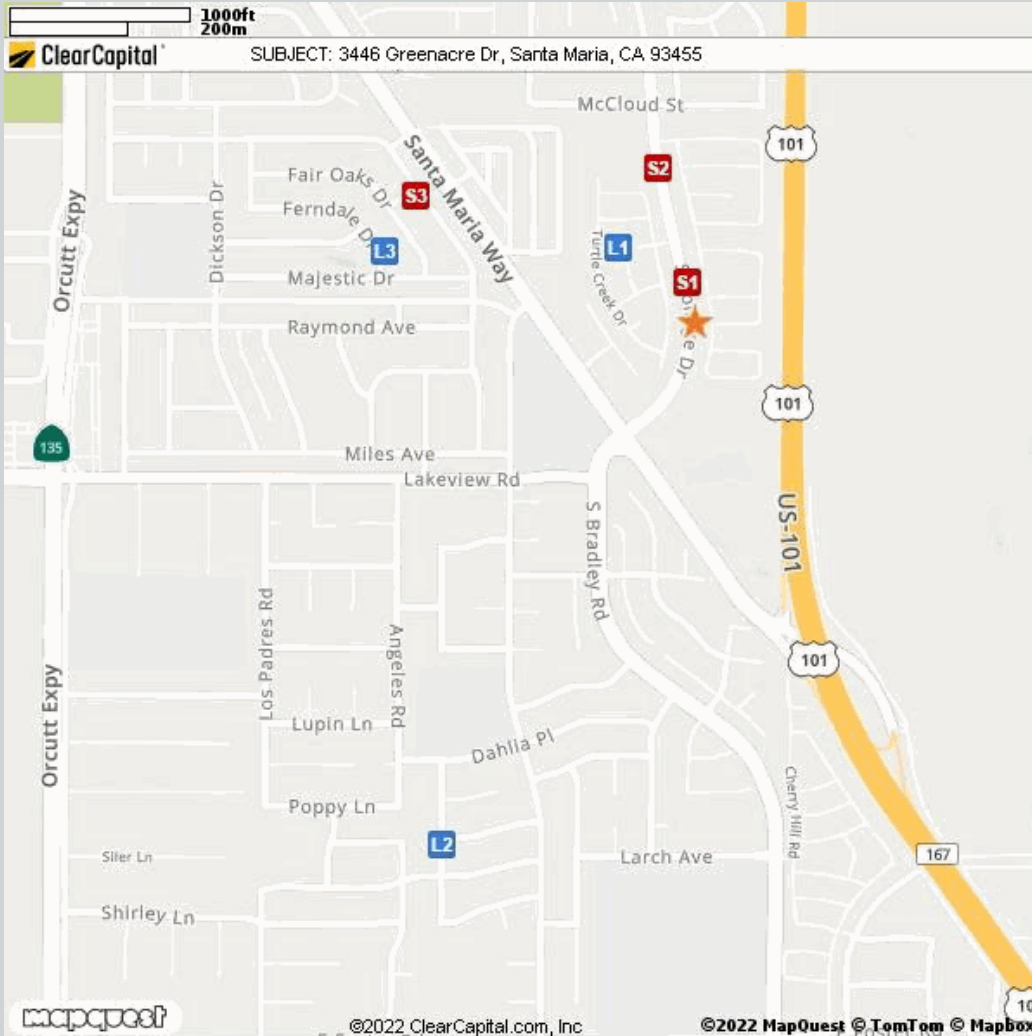 1000ft
200m
ClearCapital
SUBJECT: 3446 Greenacre Dr, Santa Maria, CA 93455
McCloud St
101
Santa Maria Way
S2
Fair Oaks Dr
S3
Ferndale Dr
Dickson Dr
Orcutt Expy
L3
L1
Turtle Creek Dr
Majestic Dr
S1
Raymond Ave
Dr
101
135
Miles Ave
Lakeview Rd
S Bradley Rd
US-101
Los Padres Rd
Angeles Rd
101
Orcutt Expy
Lupin Ln
Dahlia Pl
Poppy Ln
Cherry Hill Rd
L2
Siler Ln
Larch Ave
167
Shirley Ln
mapquest
©2022 ClearCapital.com, Inc
©2022 MapQuest © TomTom © Mapbox